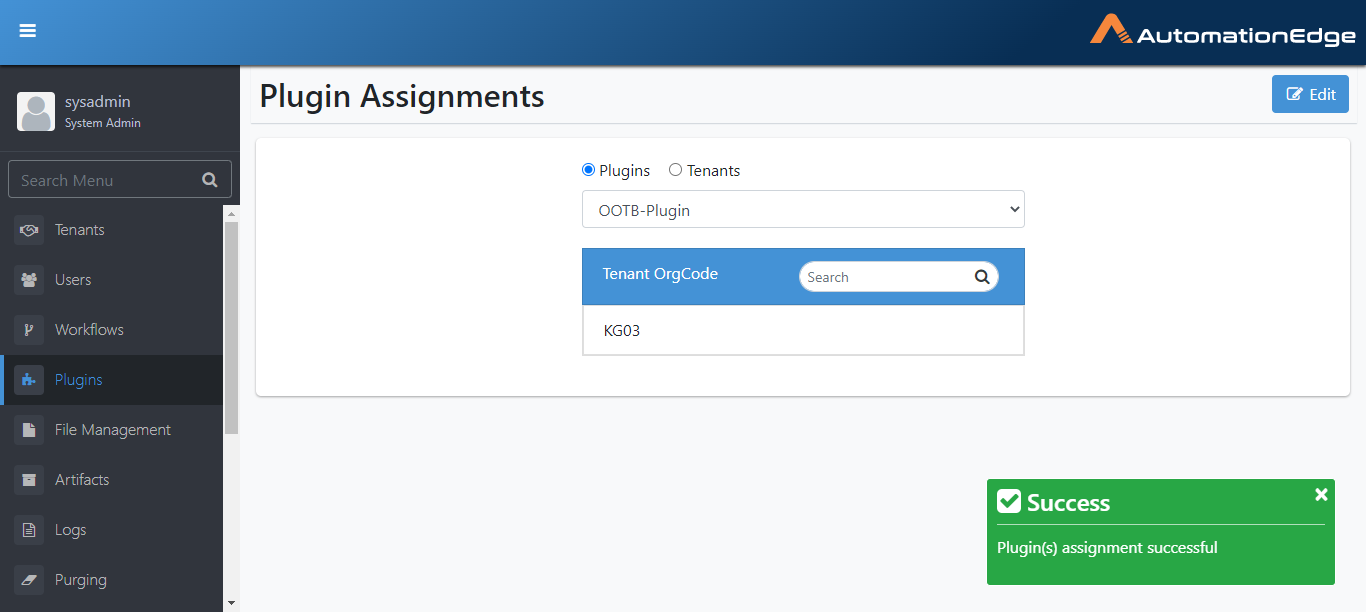 AutomationEdge
sysadmin
System Admin
Search Menu
Tenants
Users
Workflows
Plugins
File Management
Artifacts
Logs
Purging
Plugin Assignments
Edit
Plugins
Tenants
OOTB-Plugin
Tenant OrgCode
Search
KG03
Success
Plugin(s) assignment successful